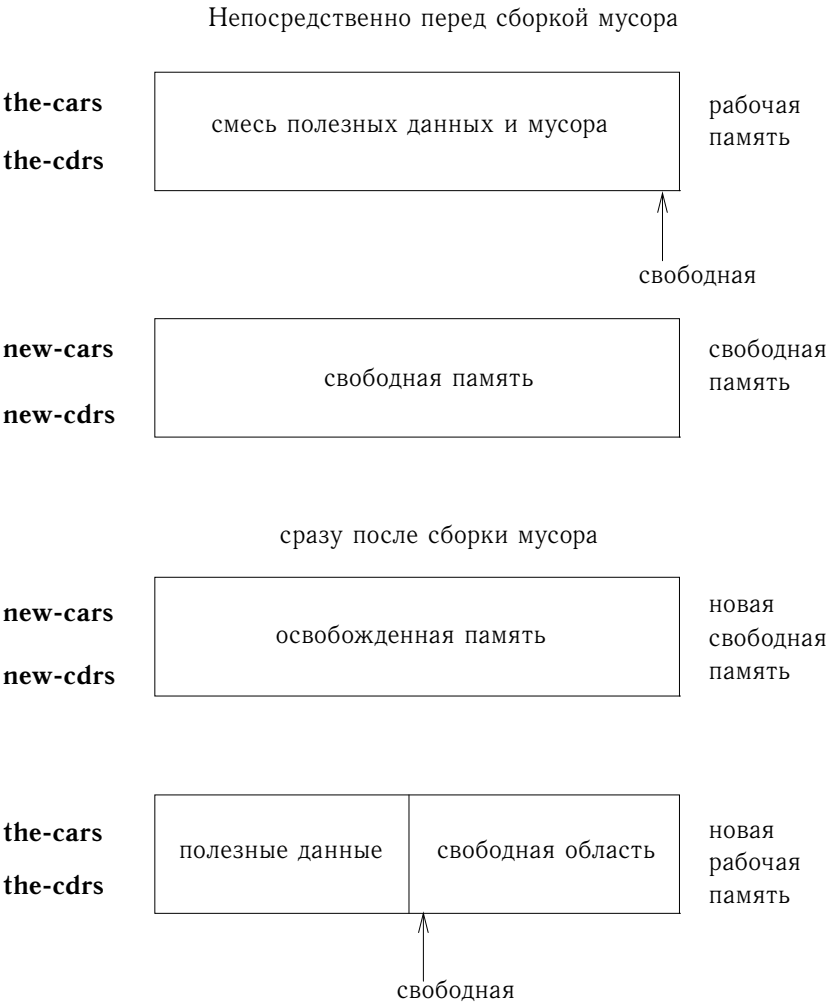 Непосредственно перед сборкой мусора
the-cars
the-cdrs
смесь полезных данных и мусора
рабочая
память
свободная
new-cars
new-cdrs
свободная память
свободная
память
сразу после сборки мусора
new-cars
new-cdrs
освобожденная память
новая
свободная
память
the-cars
the-cdrs
полезные данные
свободная область
новая
рабочая
память
свободная